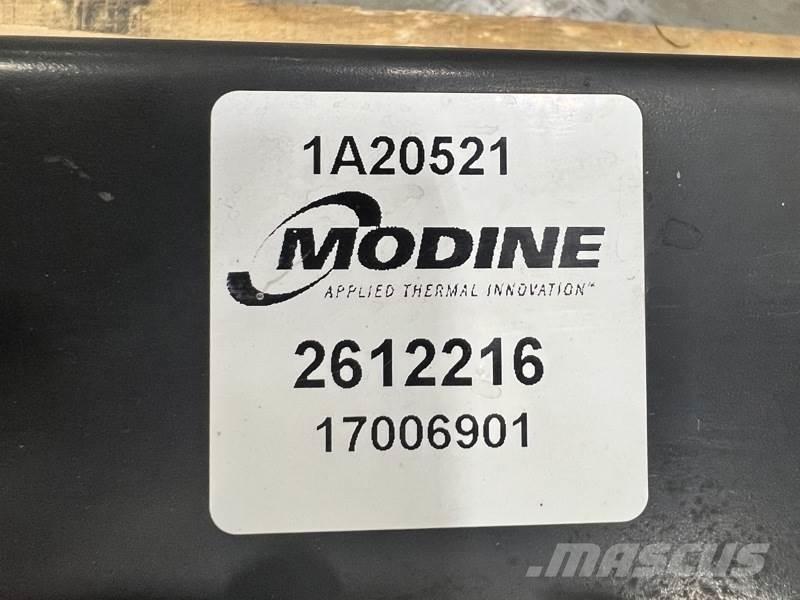 1A20521
MODINE
APPLIED THERMAL INNOVATION™
2612216
17006901
MASCUS